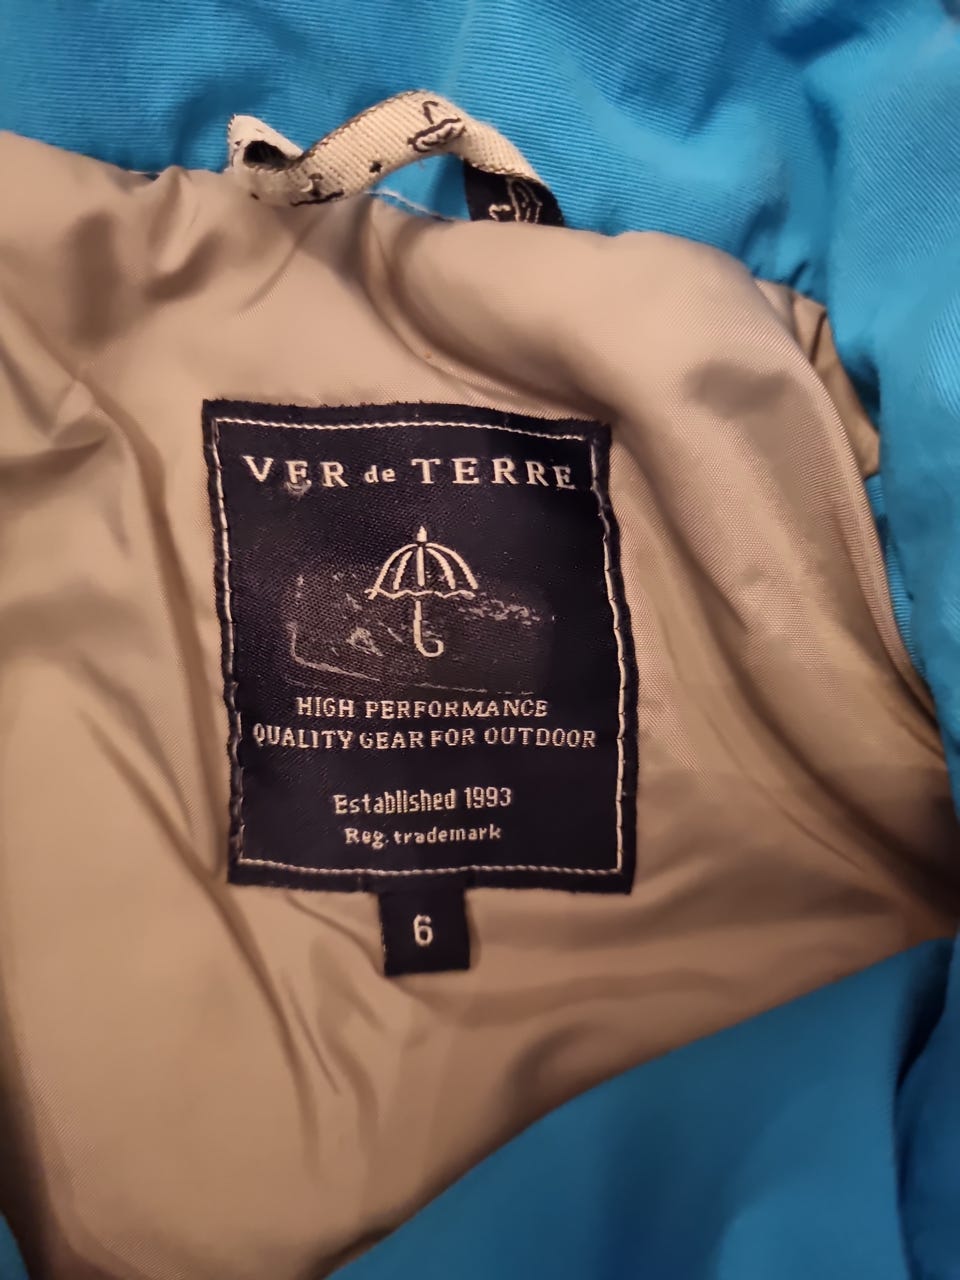 VER de TERRE
HIGH PERFORMANCE
QUALITY GEAR FOR OUTDOOR
Established 1993
Reg. trademark
6